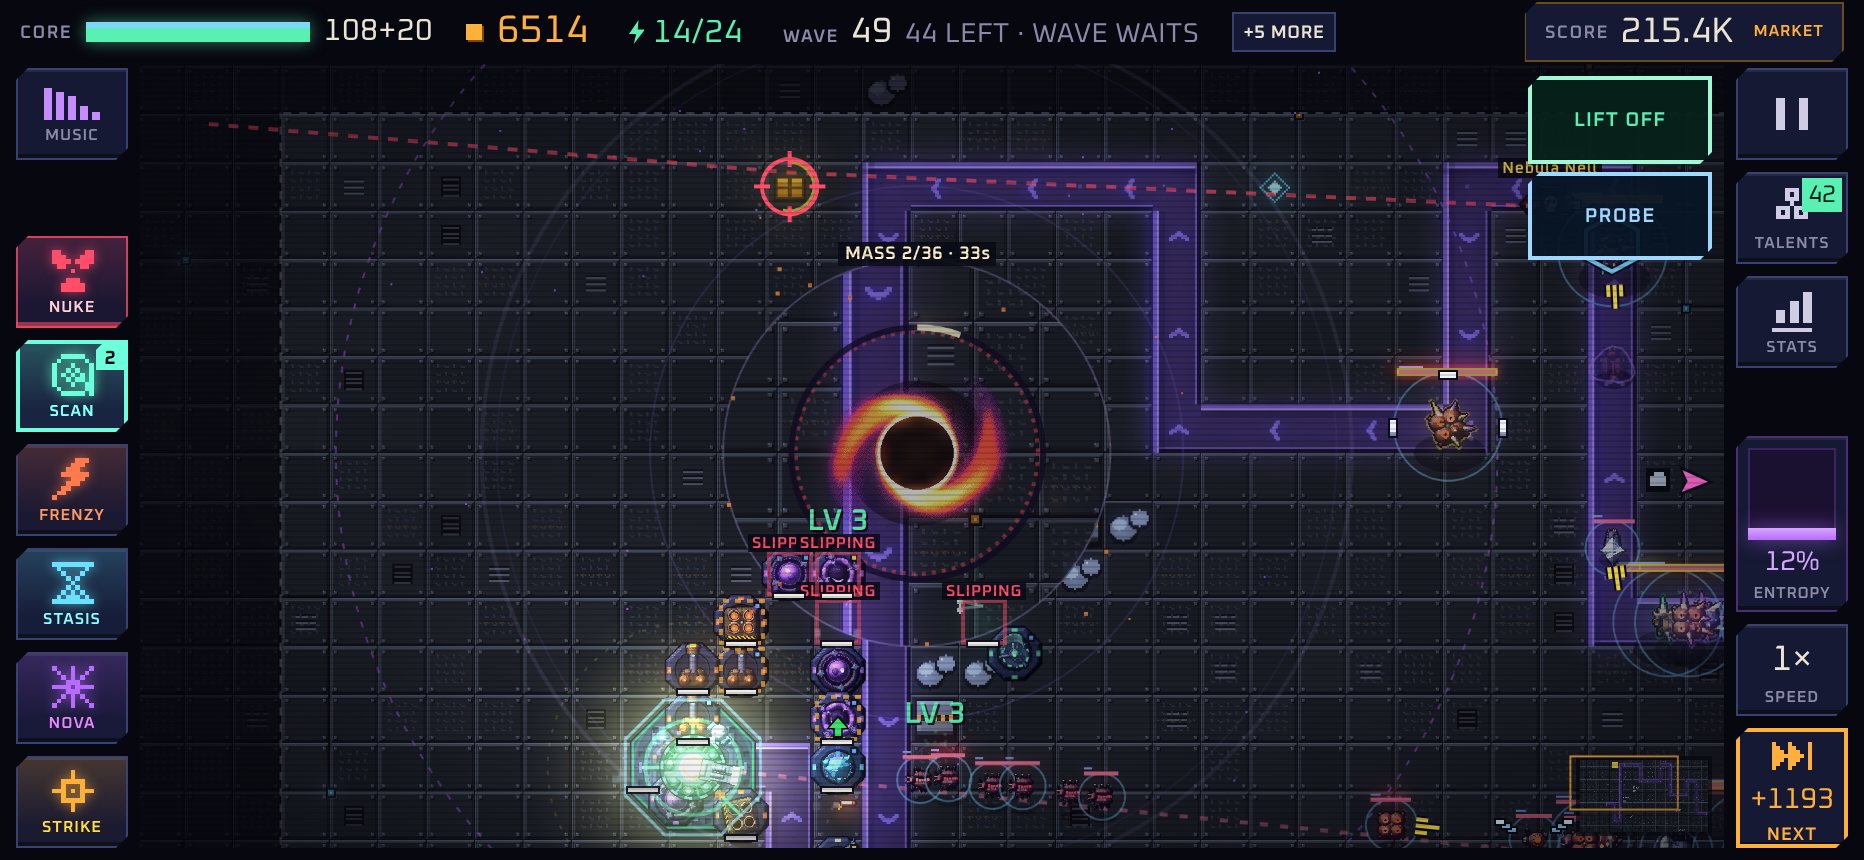 CORE 108+20 6514 14/24 WAVE 49 44 LEFT · WAVE WAITS +5 MORE SCORE 215.4K MARKET
MUSIC
LIFT OFF
Nebula Nell
PROBE
42
TALENTS
MASS 2/36 · 33s
NUKE
STATS
2
SCAN
FRENZY
LV 3
SLIPPING
SLIPPING
SLIPPING
12%
ENTROPY
STASIS
1×
SPEED
NOVA
LV 3
+1193
NEXT
STRIKE